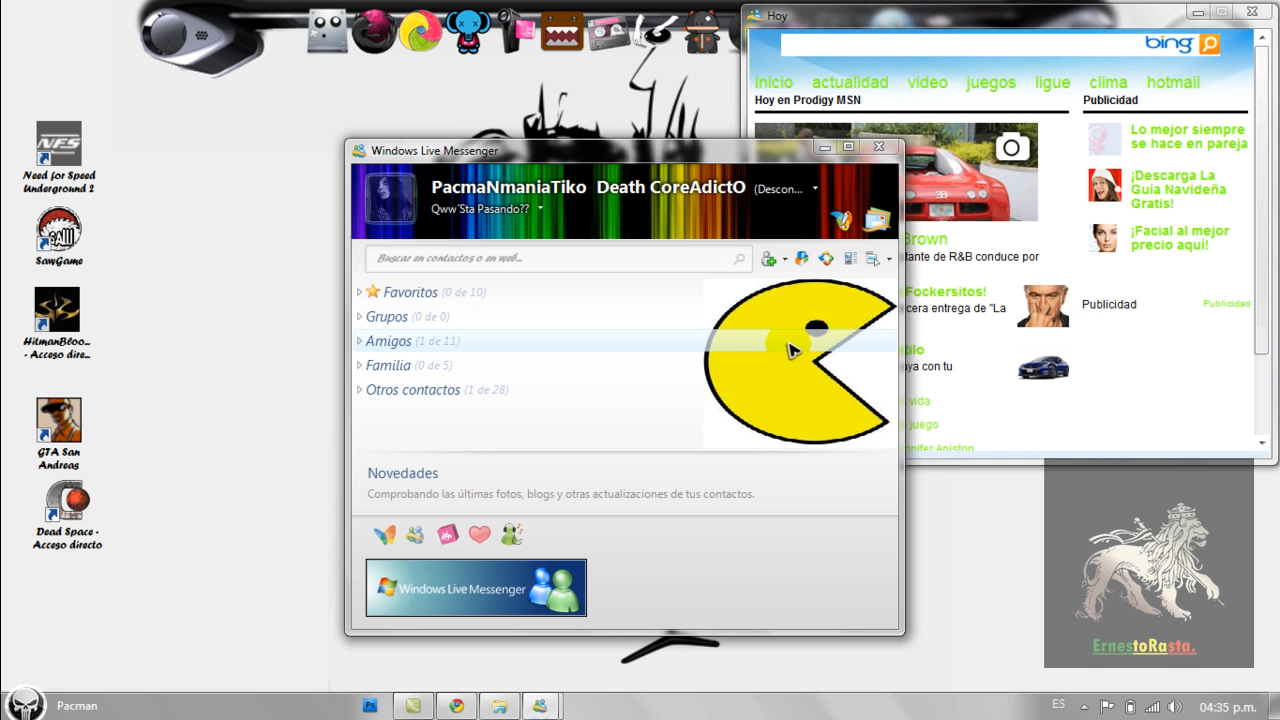 Hoy
bing
inicio actualidad video juegos ligue clima hotmail
Hoy en Prodigy MSN
Publicidad
Lo mejor siempre
se hace en pareja
¡Descarga La
Guía Navideña
Gratis!
¡Facial al mejor
precio aquí!
Publicidad
Publicidad
Brown
tante de R&B conduce por
Fockersitos!
cera entrega de "La
tilo
aya con tu
vida
juego
nnifer Aniston
NFS
Need for Speed
Underground 2
SAW
SawGame
HitmanBloo...
- Acceso dire...
GTA San
Andreas
Dead Space -
Acceso directo
Windows Live Messenger
PacmaNmaniaTiko Death CoreAdictO (Descon...
Qww´Sta Pasando??
Buscar en contactos o en web...
Favoritos (0 de 10)
Grupos (0 de 0)
Amigos (1 de 11)
Familia (0 de 5)
Otros contactos (1 de 28)
Novedades
Comprobando las últimas fotos, blogs y otras actualizaciones de tus contactos.
Windows Live Messenger
ErnestoRasta.
Pacman
Ps
ES
04:35 p.m.